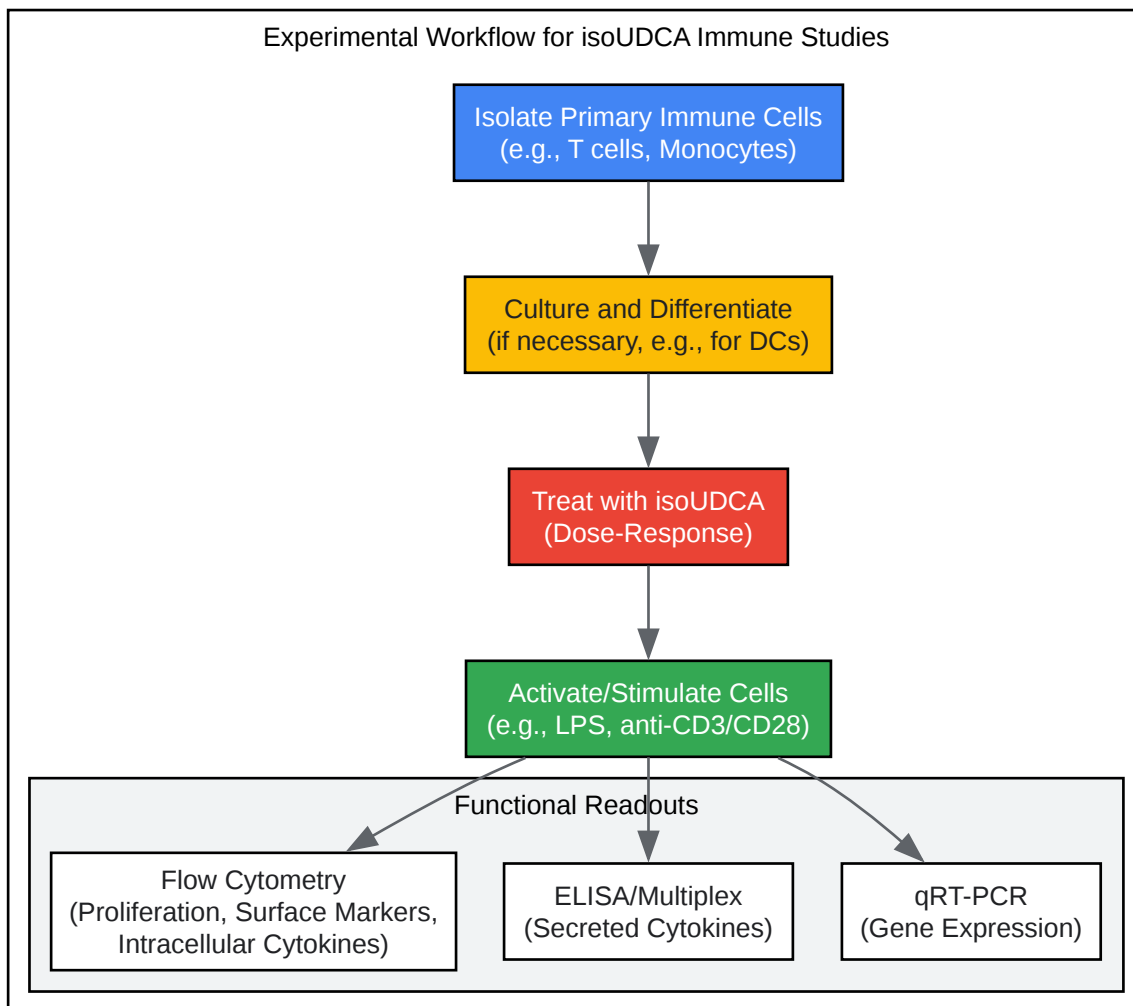 Experimental Workflow for isoUDCA Immune Studies
Isolate Primary Immune Cells
(e.g., T cells, Monocytes)
Culture and Differentiate
(if necessary, e.g., for DCs)
Treat with isoUDCA
(Dose-Response)
Activate/Stimulate Cells
(e.g., LPS, anti-CD3/CD28)
Functional Readouts
Flow Cytometry
(Proliferation, Surface Markers,
Intracellular Cytokines)
ELISA/Multiplex
(Secreted Cytokines)
qRT-PCR
(Gene Expression)